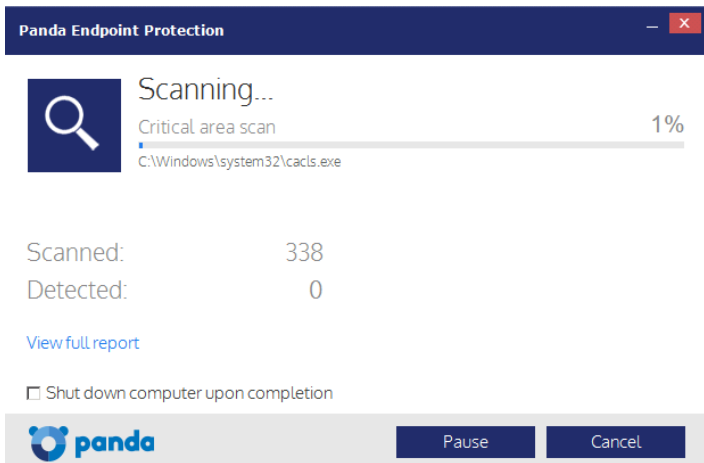 Panda Endpoint Protection
Scanning...
Critical area scan 1%
C:\Windows\system32\cacls.exe
Scanned: 338
Detected: 0
View full report
Shut down computer upon completion
panda Pause Cancel